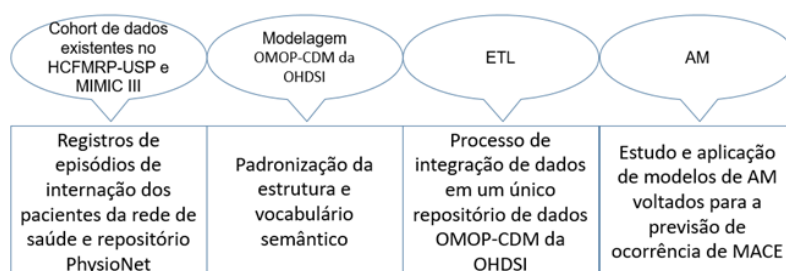 Cohort de dados
existentes no
HCFMRP-USP e
MIMIC III
Modelagem
OMOP-CDM da
OHDSI
ETL
AM
Registros de
episódios de
internação dos
pacientes da rede de
saúde e repositório
PhysioNet
Padronização da
estrutura e
vocabulário
semântico
Processo de
integração de dados
em um único
repositório de dados
OMOP-CDM da
OHDSI
Estudo e aplicação
de modelos de AM
voltados para a
previsão de
ocorrência de MACE